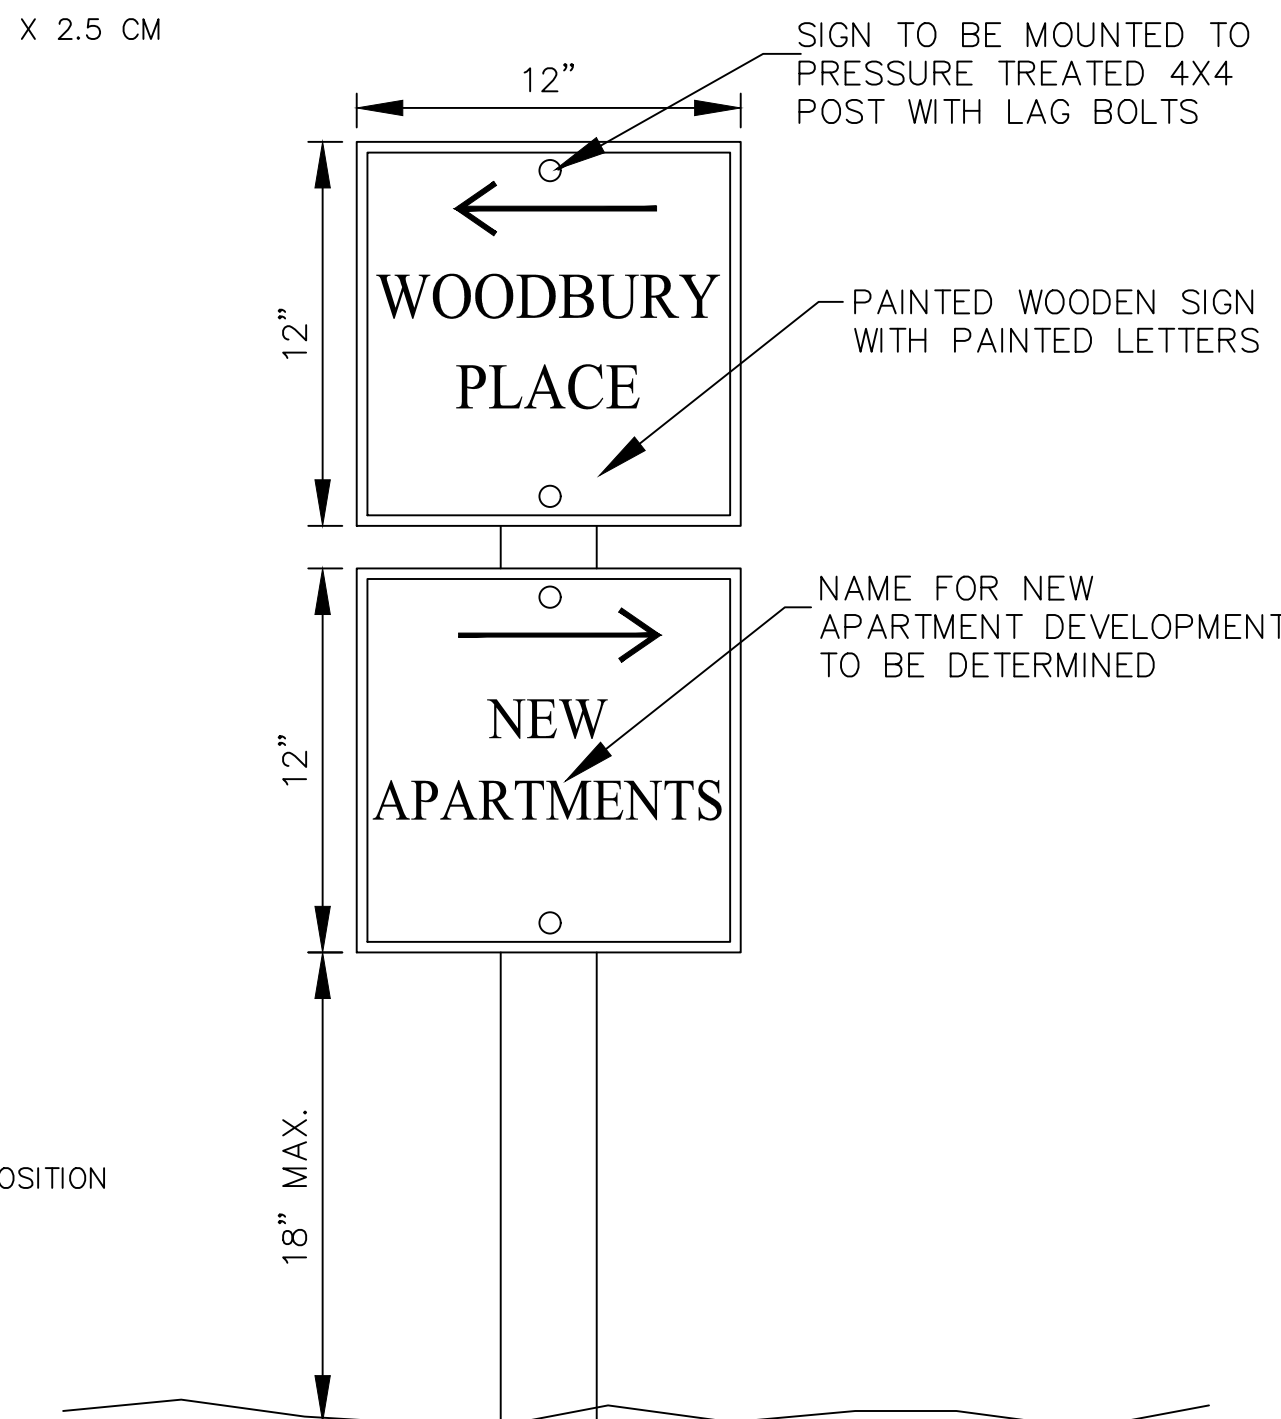 X 2.5 CM
SIGN TO BE MOUNTED TO
PRESSURE TREATED 4X4
POST WITH LAG BOLTS
12"
12"
WOODBURY
PLACE
PAINTED WOODEN SIGN
WITH PAINTED LETTERS
12"
NEW
APARTMENTS
NAME FOR NEW
APARTMENT DEVELOPMENT
TO BE DETERMINED
18" MAX.
OSITION